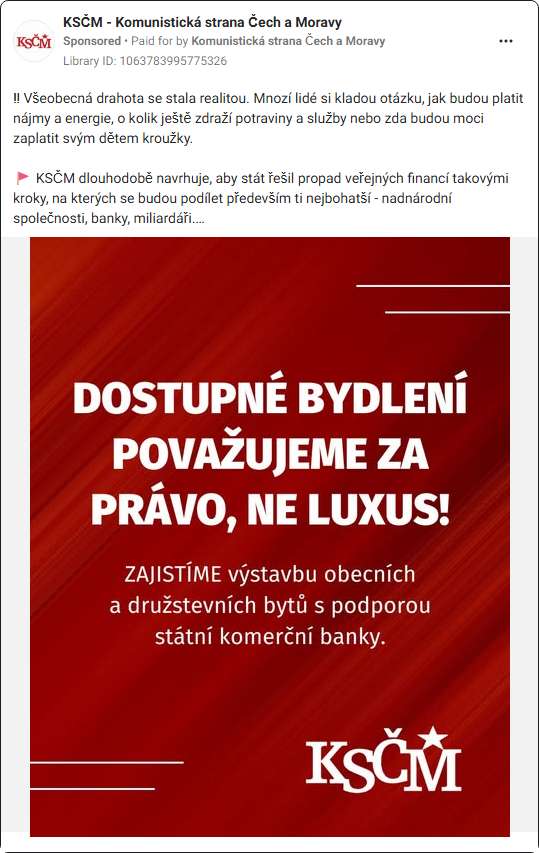 KSČM - Komunistická strana Čech a Moravy
Sponsored • Paid for by Komunistická strana Čech a Moravy
Library ID: 1063783995775326
‼ Všeobecná drahota se stala realitou. Mnozí lidé si kladou otázku, jak budou platit
nájmy a energie, o kolik ještě zdraží potraviny a služby nebo zda budou moci
zaplatit svým dětem kroužky.
🚩 KSČM dlouhodobě navrhuje, aby stát řešil propad veřejných financí takovými
kroky, na kterých se budou podílet především ti nejbohatší - nadnárodní
společnosti, banky, miliardáři....
DOSTUPNÉ BYDLENÍ
POVAŽUJEME ZA
PRÁVO, NE LUXUS!
ZAJISTÍME výstavbu obecních
a družstevních bytů s podporou
státní komerční banky.
KSČM